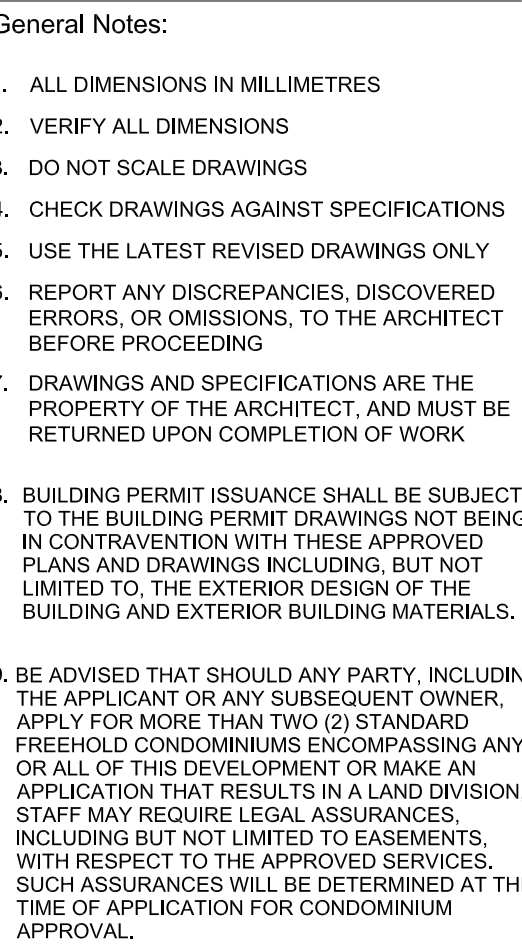 General Notes:
1. ALL DIMENSIONS IN MILLIMETRES
2. VERIFY ALL DIMENSIONS
3. DO NOT SCALE DRAWINGS
4. CHECK DRAWINGS AGAINST SPECIFICATIONS
5. USE THE LATEST REVISED DRAWINGS ONLY
6. REPORT ANY DISCREPANCIES, DISCOVERED
ERRORS, OR OMISSIONS, TO THE ARCHITECT
BEFORE PROCEEDING
7. DRAWINGS AND SPECIFICATIONS ARE THE
PROPERTY OF THE ARCHITECT, AND MUST BE
RETURNED UPON COMPLETION OF WORK
8. BUILDING PERMIT ISSUANCE SHALL BE SUBJECT
TO THE BUILDING PERMIT DRAWINGS NOT BEING
IN CONTRAVENTION WITH THESE APPROVED
PLANS AND DRAWINGS INCLUDING, BUT NOT
LIMITED TO, THE EXTERIOR DESIGN OF THE
BUILDING AND EXTERIOR BUILDING MATERIALS.
9. BE ADVISED THAT SHOULD ANY PARTY, INCLUDIN
THE APPLICANT OR ANY SUBSEQUENT OWNER,
APPLY FOR MORE THAN TWO (2) STANDARD
FREEHOLD CONDOMINIUMS ENCOMPASSING ANY
OR ALL OF THIS DEVELOPMENT OR MAKE AN
APPLICATION THAT RESULTS IN A LAND DIVISION,
STAFF MAY REQUIRE LEGAL ASSURANCES,
INCLUDING BUT NOT LIMITED TO EASEMENTS,
WITH RESPECT TO THE APPROVED SERVICES.
SUCH ASSURANCES WILL BE DETERMINED AT THE
TIME OF APPLICATION FOR CONDOMINIUM
APPROVAL.